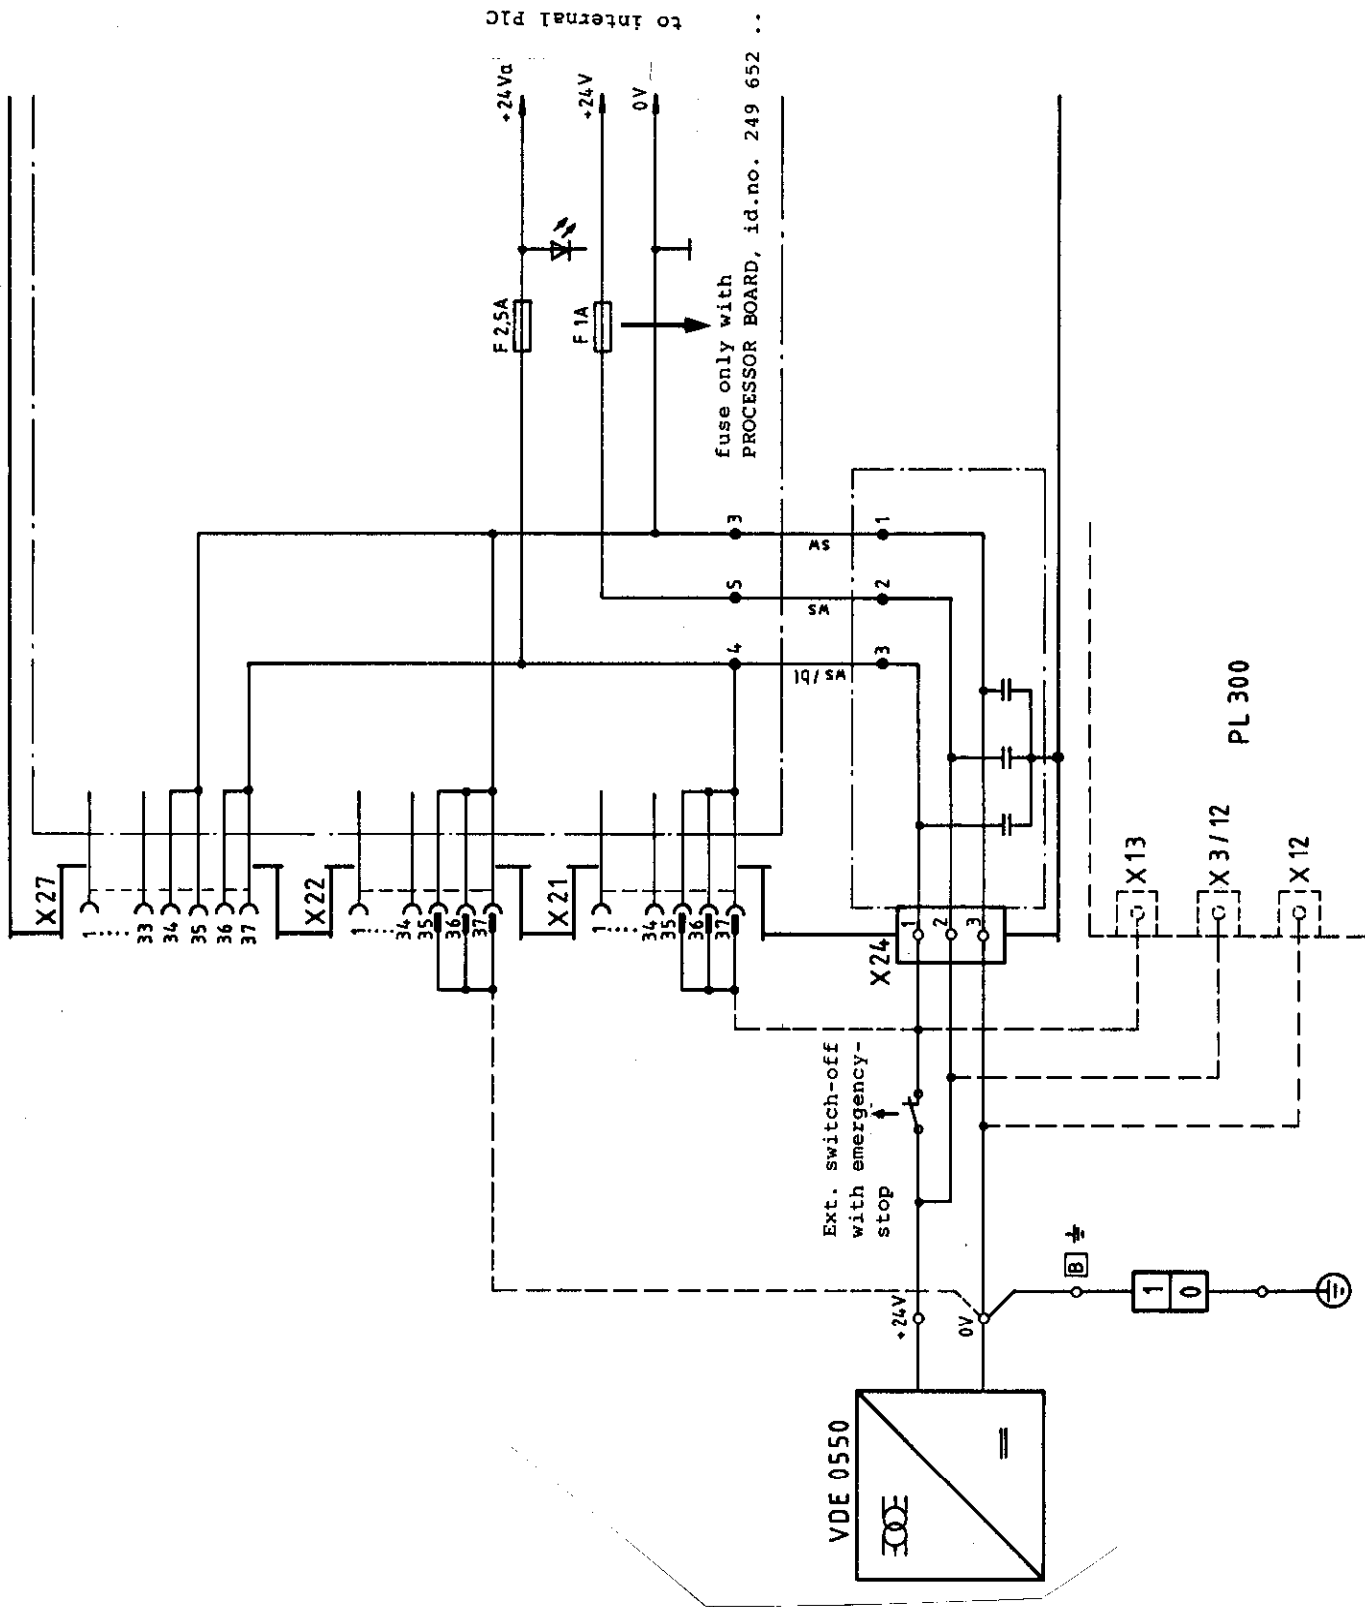 to internal PLC
+24Va
+24V
0V
F 2,5A
F 1A
fuse only with
PROCESSOR BOARD, id.no. 249 652 ..
X27
1
33
34
35
36
37
X22
1
34
35
36
37
X21
1
34
35
36
37
3
5
4
sw
ws
ws/bl
1
2
3
X24
1
2
3
Ext. switch-off
with emergency-
stop
PL 300
X13
X 3/12
X12
+24V
0V
B
1
0
VDE 0550